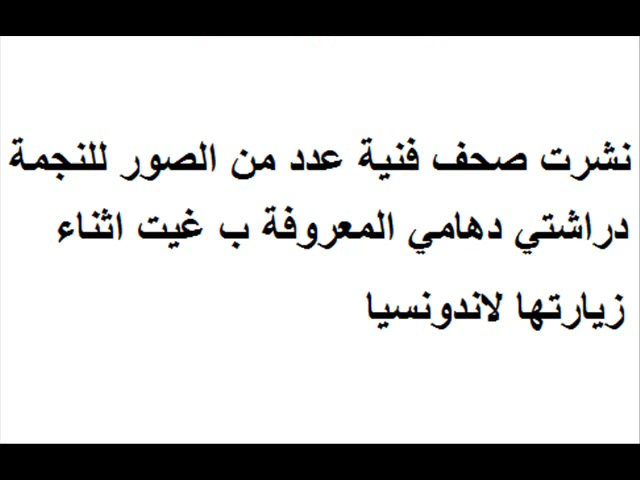 نشرت صحف فنية عدد من الصور للنجمة
دراشتي دهامي المعروفة ب غيت اثناء
زيارتها لاندونسيا